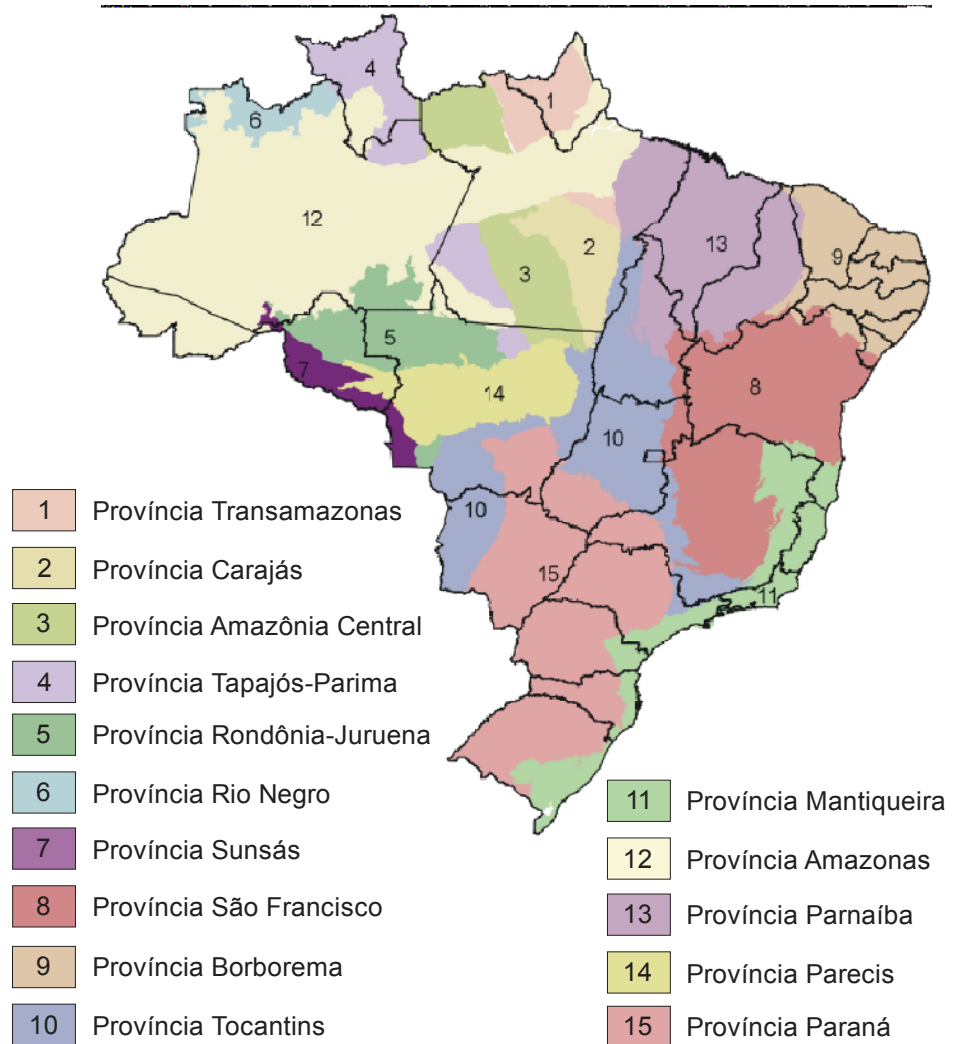 4
1
6
12
2
13
3
9
5
7
14
8
10
10
15
11
1 Província Transamazonas
2 Província Carajás
3 Província Amazônia Central
4 Província Tapajós-Parima
5 Província Rondônia-Juruena
6 Província Rio Negro
7 Província Sunsás
8 Província São Francisco
9 Província Borborema
10 Província Tocantins
11 Província Mantiqueira
12 Província Amazonas
13 Província Parnaíba
14 Província Parecis
15 Província Paraná